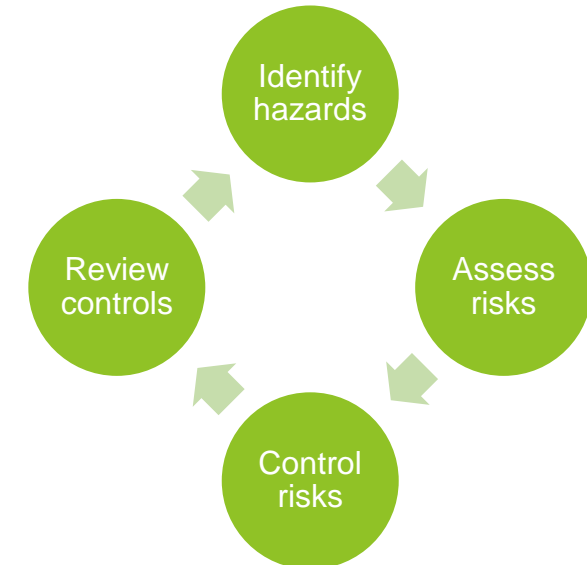 Identify
hazards
Assess
risks
Control
risks
Review
controls